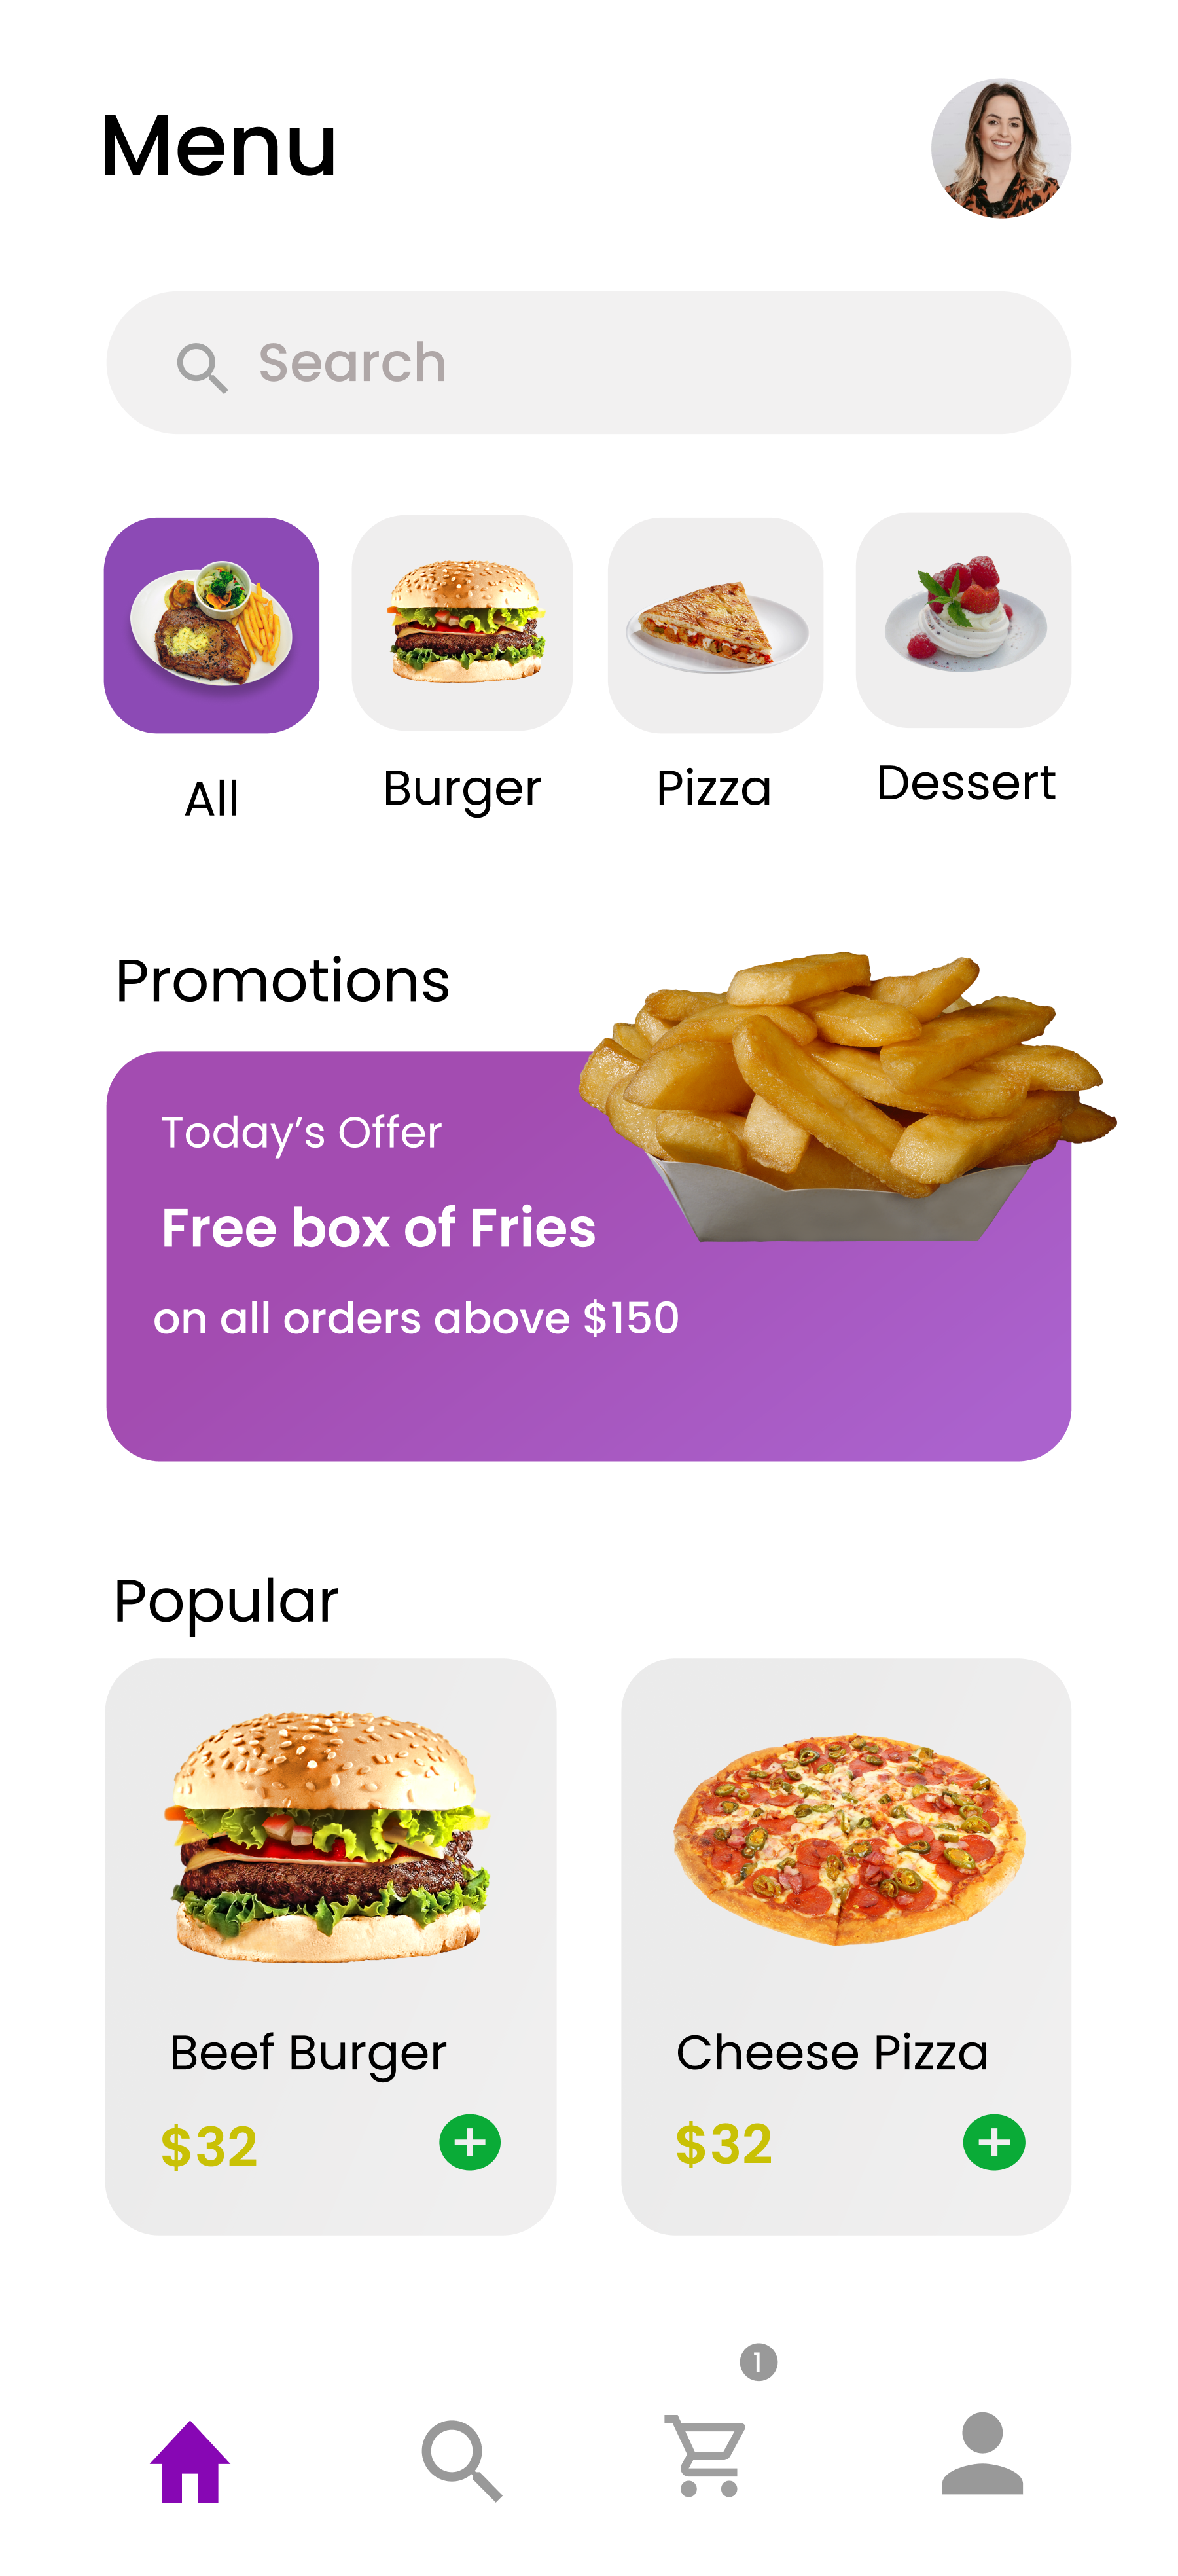 Menu
Search
All
Burger
Pizza
Dessert
Promotions
Today’s Offer
Free box of Fries
on all orders above $150
Popular
Beef Burger
Cheese Pizza
$32
+
$32
+
1